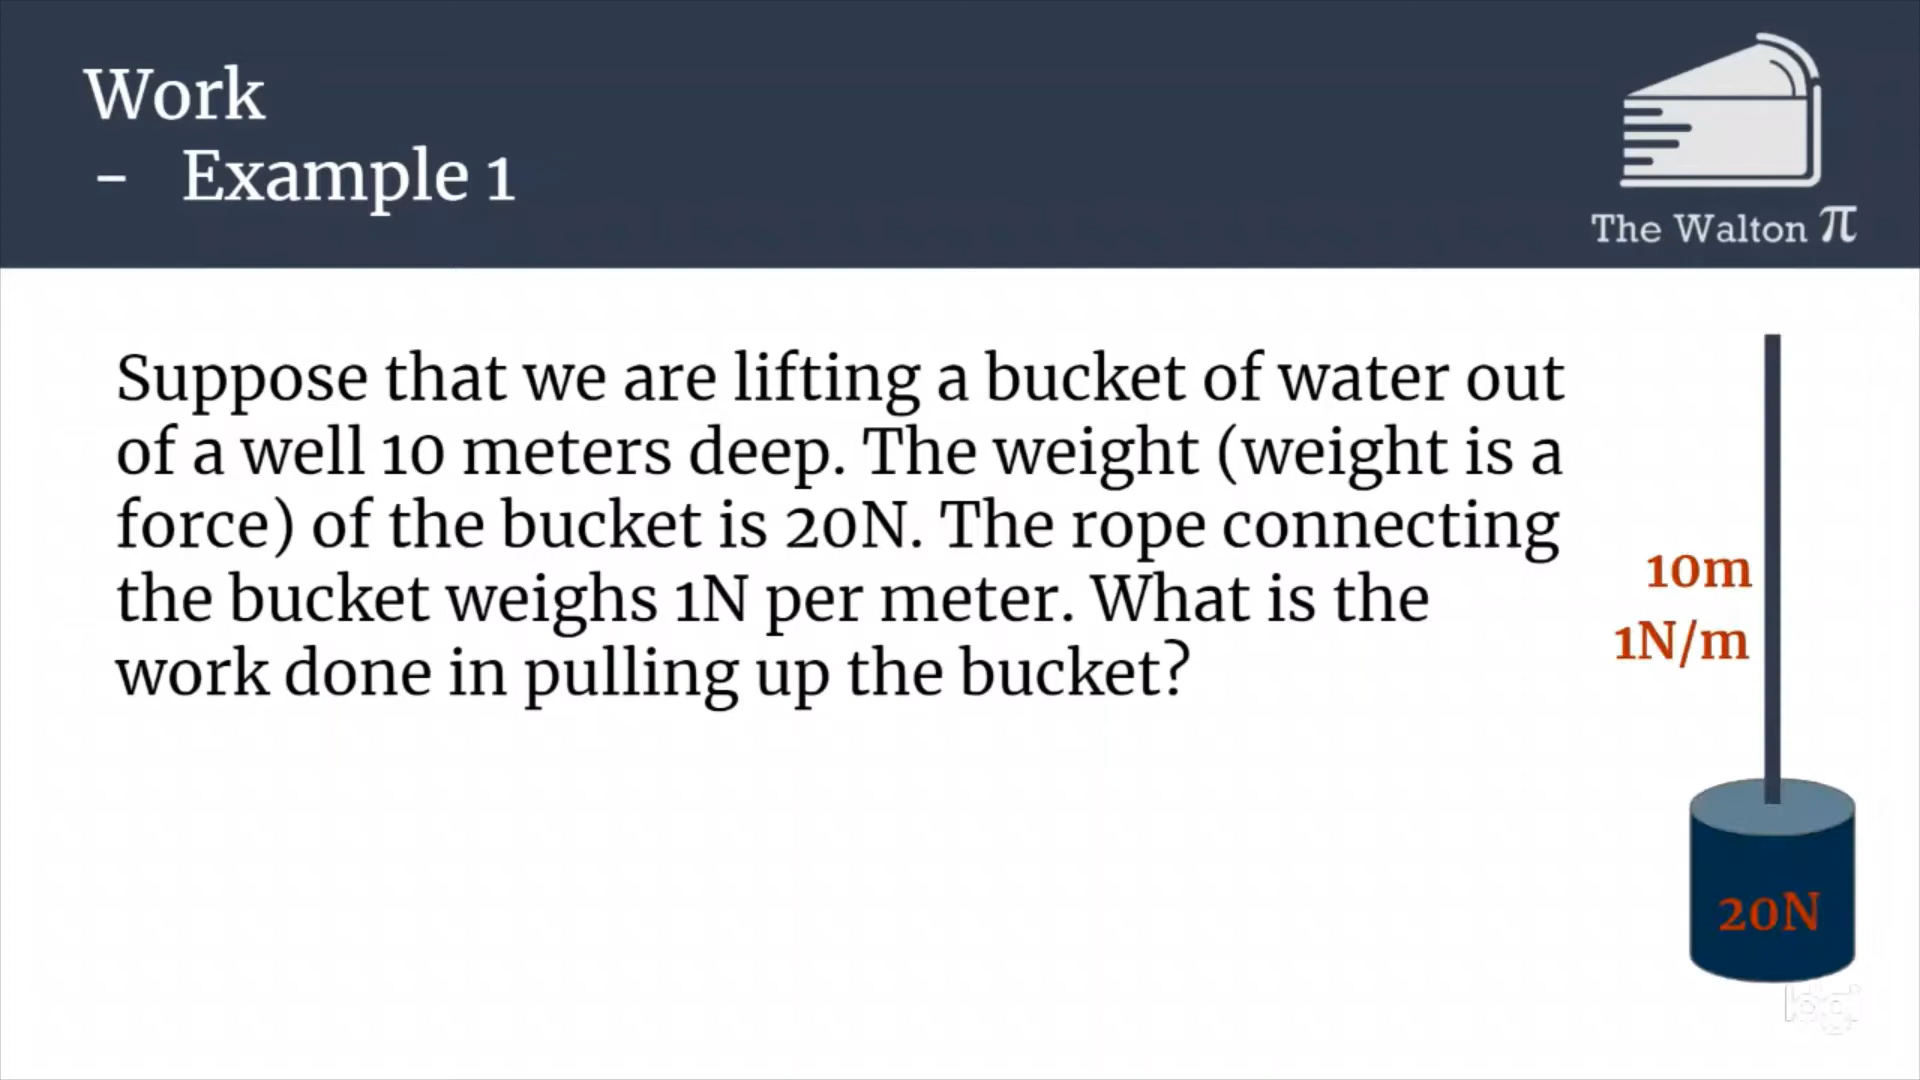 Work
- Example 1
The Walton π
Suppose that we are lifting a bucket of water out
of a well 10 meters deep. The weight (weight is a
force) of the bucket is 20N. The rope connecting
the bucket weighs 1N per meter. What is the
work done in pulling up the bucket?
10m
1N/m
20N